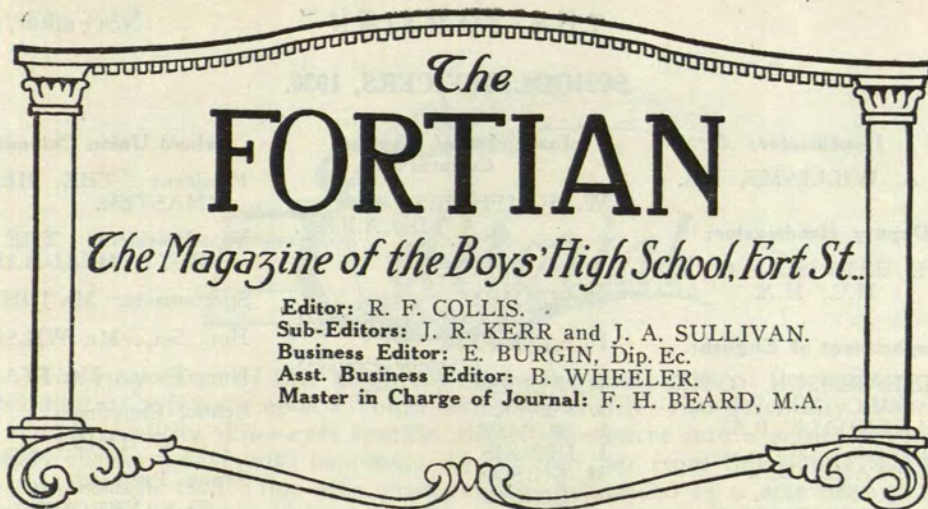 The
FORTIAN
The Magazine of the Boys' High School, Fort St..
Editor: R. F. COLLIS.
Sub-Editors: J. R. KERR and J. A. SULLIVAN.
Business Editor: E. BURGIN, Dip. Ec.
Asst. Business Editor: B. WHEELER.
Master in Charge of Journal: F. H. BEARD, M.A.